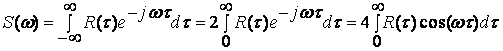 S(ω) = ∫_{-∞}^{∞} R(τ)e^{-jωτ}dτ = 2∫_{0}^{∞} R(τ)e^{-jωτ}dτ = 4∫_{0}^{∞} R(τ)cos(ωτ)dτ